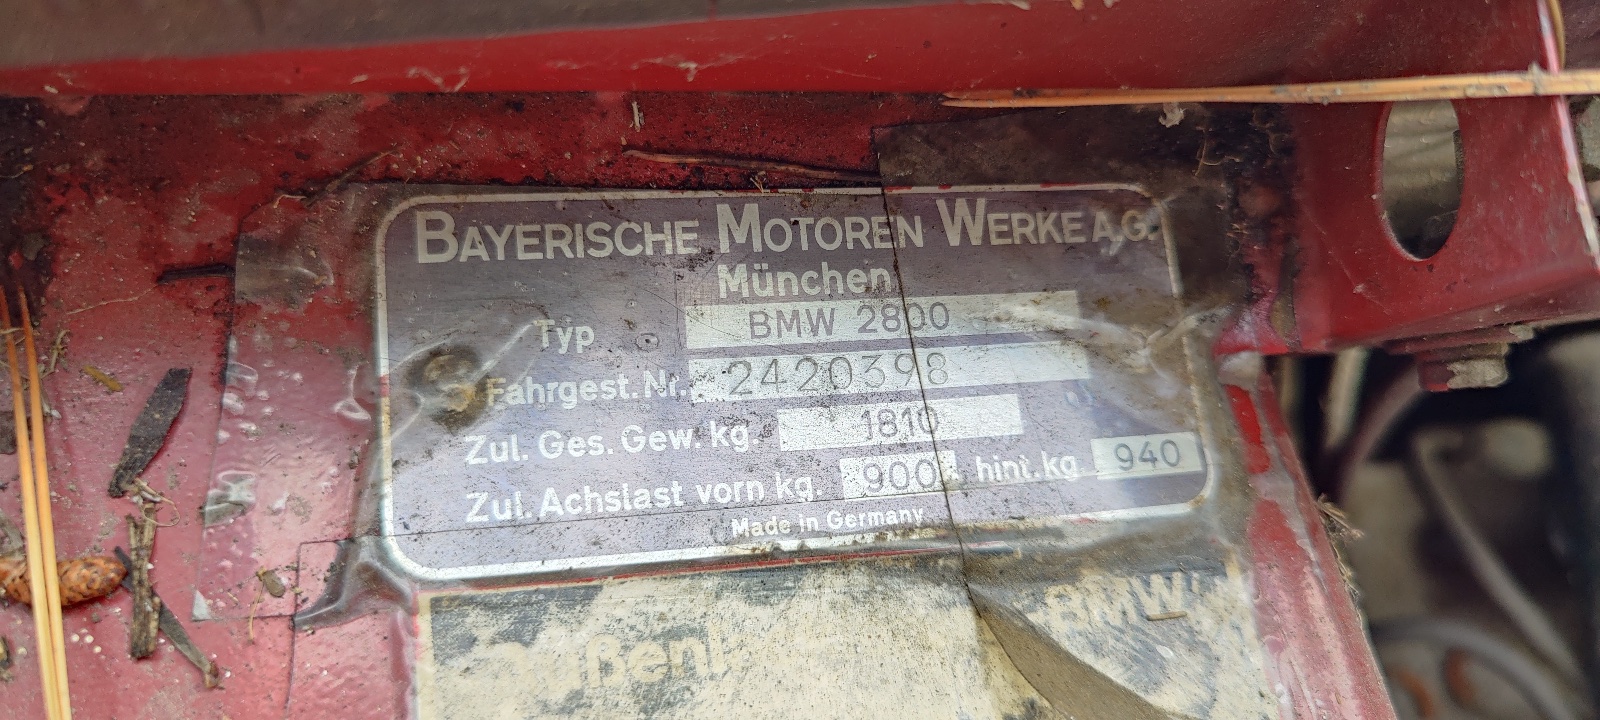 BAYERISCHE MOTOREN WERKE A.G.
München
Typ BMW 2800
Fahrgest. Nr. 2420398
Zul. Ges. Gew. kg. 1810
Zul. Achslast vorn kg. 900 hint. kg 940
Made in Germany
BMW